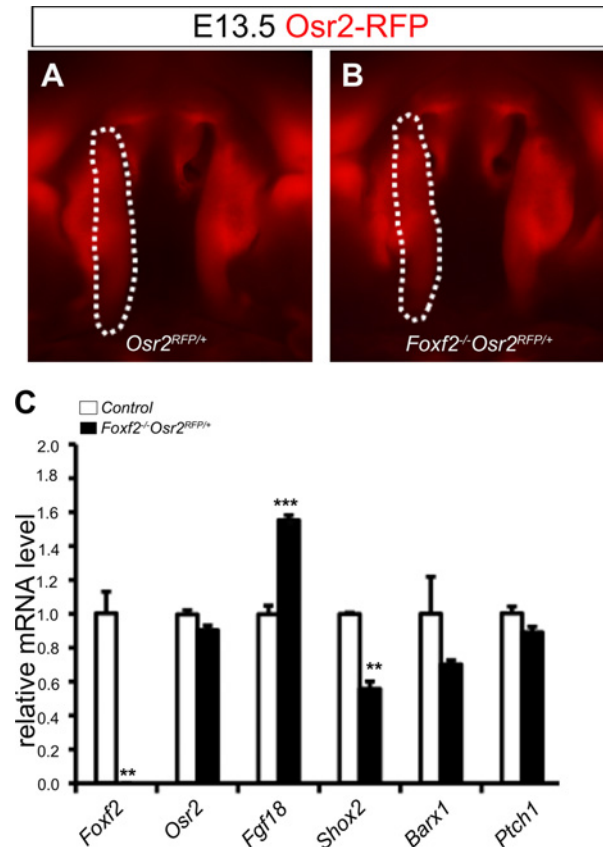 E13.5 Osr2-RFP
A
B
Osr2RFP/+
Foxf2-/-Osr2RFP/+
C
Control
Foxf2-/-Osr2RFP/+
relative mRNA level
2.0
1.8
1.6
1.4
1.2
1.0
0.8
0.6
0.4
0.2
0.0
***
**
**
Foxf2
Osr2
Fgf18
Shox2
Barx1
Ptch1